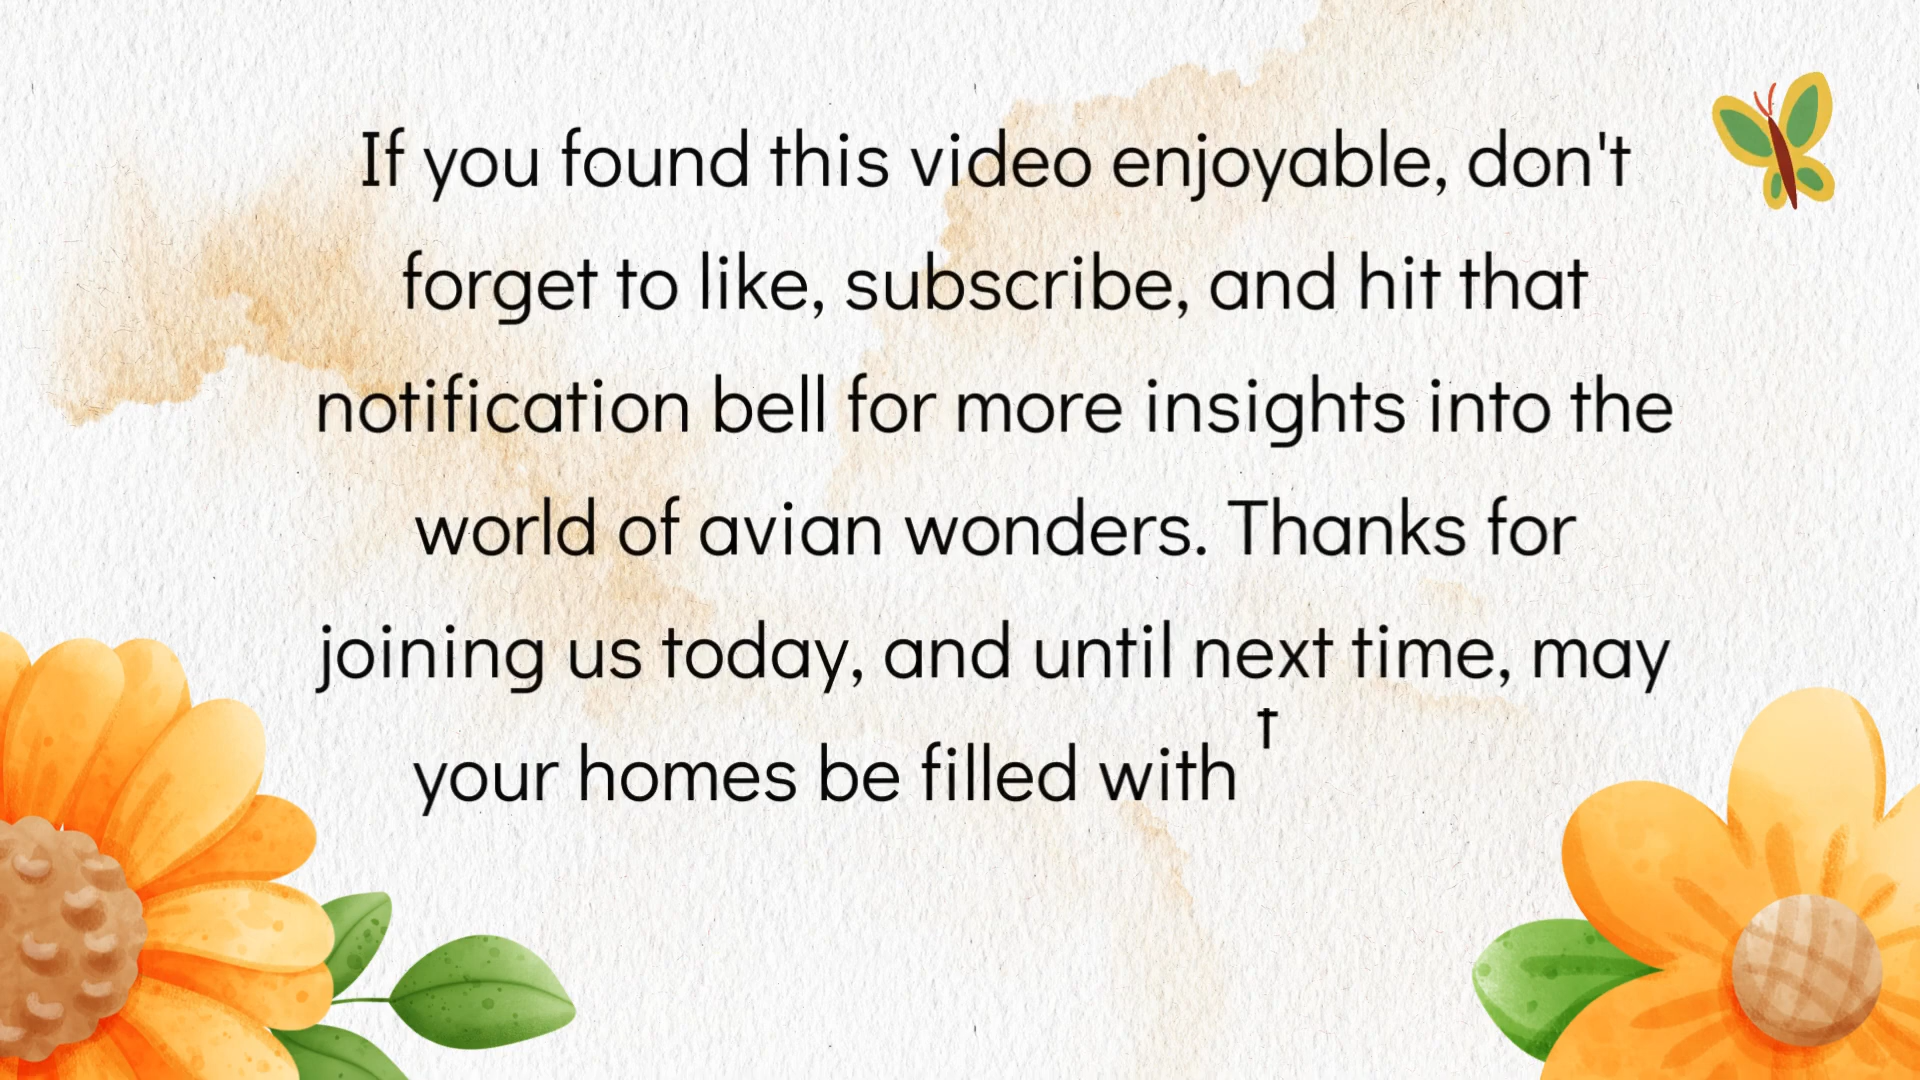 If you found this video enjoyable, don't
forget to like, subscribe, and hit that
notification bell for more insights into the
world of avian wonders. Thanks for
joining us today, and until next time, may
your homes be filled with t